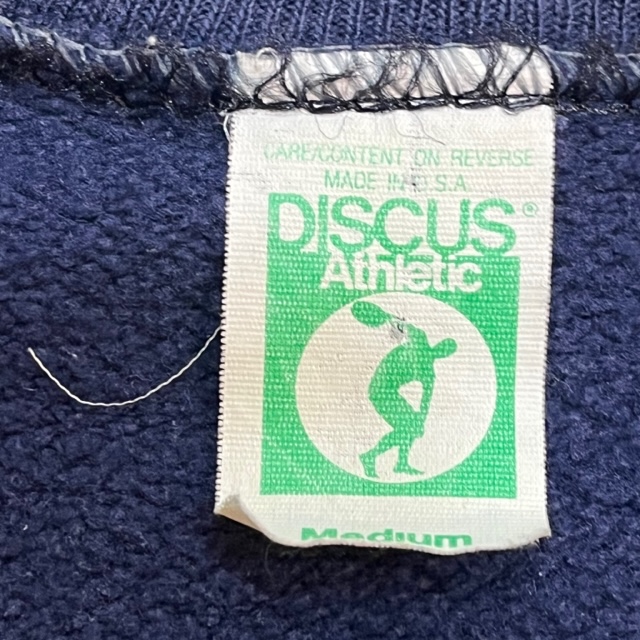 CARE/CONTENT ON REVERSE
MADE IN U.S.A
DISCUS®
Athletic
Medium